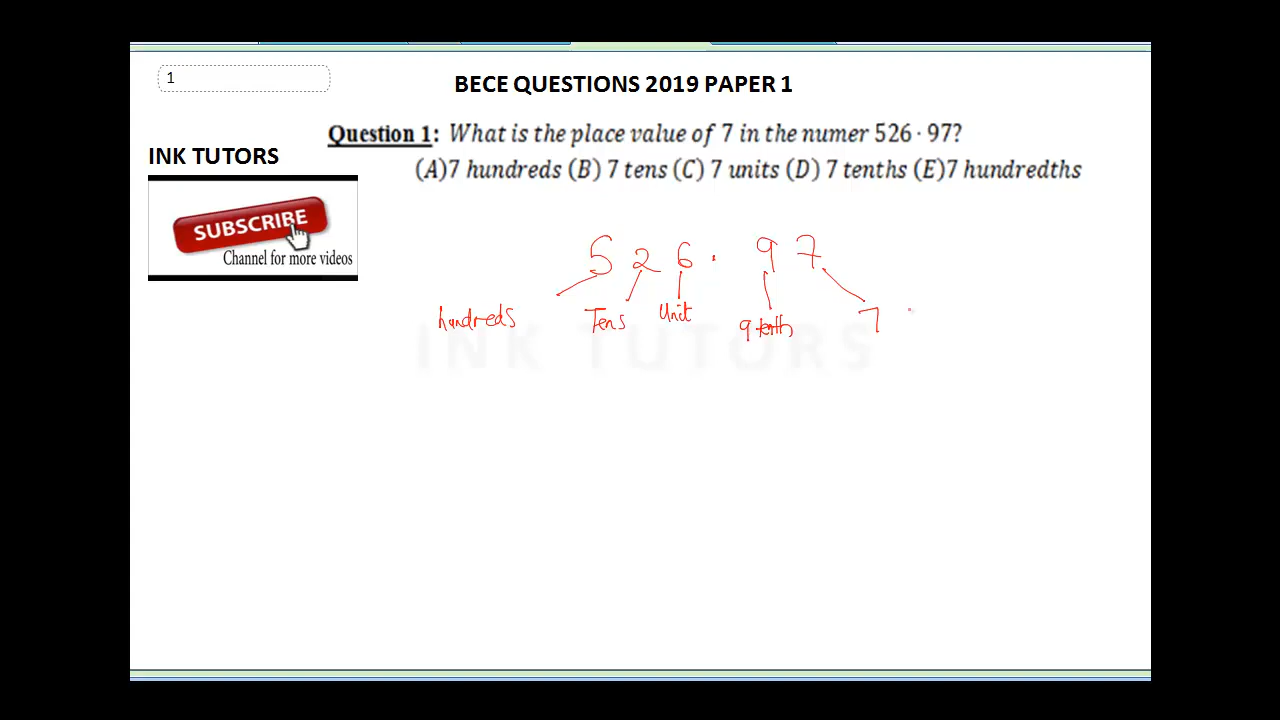 1
BECE QUESTIONS 2019 PAPER 1
Question 1: What is the place value of 7 in the numer 526 · 97?
(A)7 hundreds (B) 7 tens (C) 7 units (D) 7 tenths (E)7 hundredths
INK TUTORS
SUBSCRIBE
Channel for more videos
5 2 6 . 9 7
hundreds Tens Unit 9 tenth 7
INK TUTORS